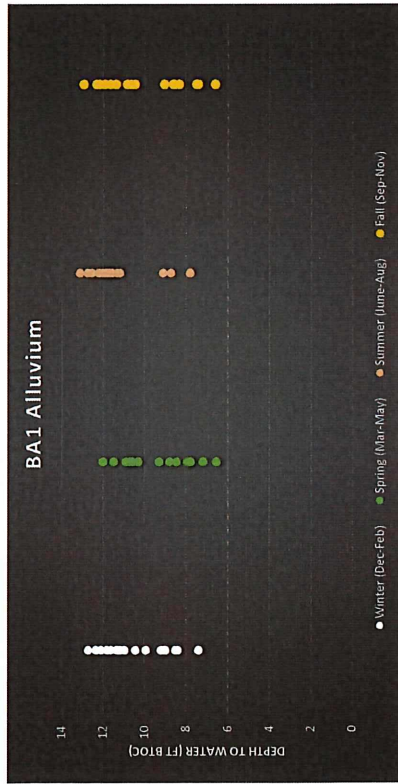 BA1 Alluvium
DEPTH TO WATER (FT BTOC)
14
12
10
8
6
4
2
0
Winter (Dec-Feb)
Spring (Mar-May)
Summer (June-Aug)
Fall (Sep-Nov)